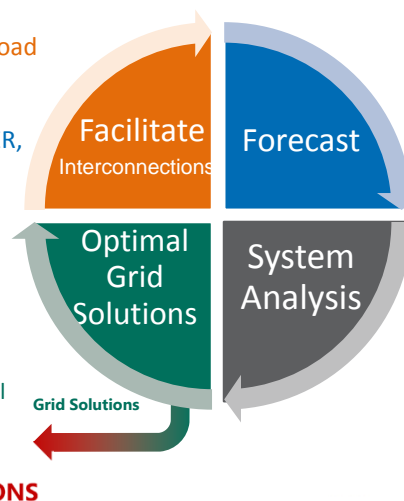 oad
R,
Facilitate
Interconnections
Forecast
Optimal
Grid
Solutions
System
Analysis
l
Grid Solutions
ONS